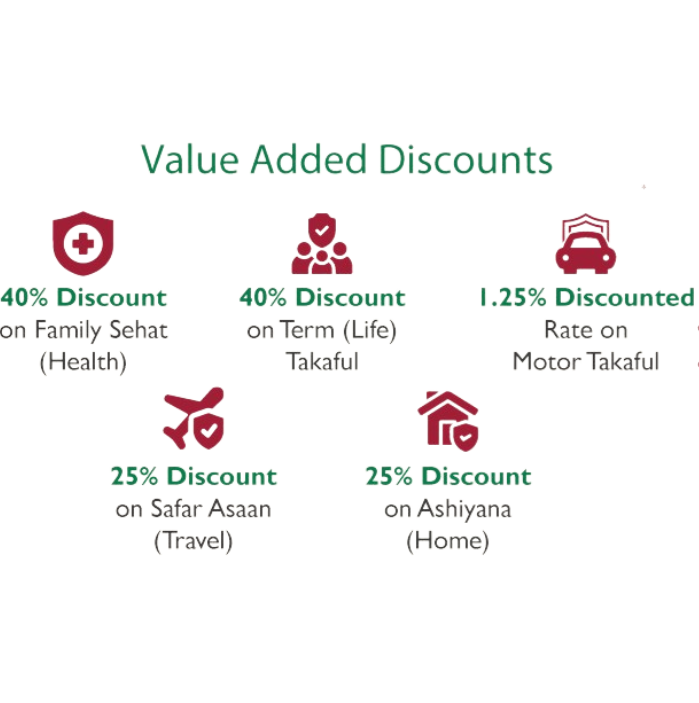 Value Added Discounts
40% Discount
on Family Sehat
(Health)
40% Discount
on Term (Life)
Takaful
1.25% Discounted
Rate on
Motor Takaful
25% Discount
on Safar Asaan
(Travel)
25% Discount
on Ashiyana
(Home)